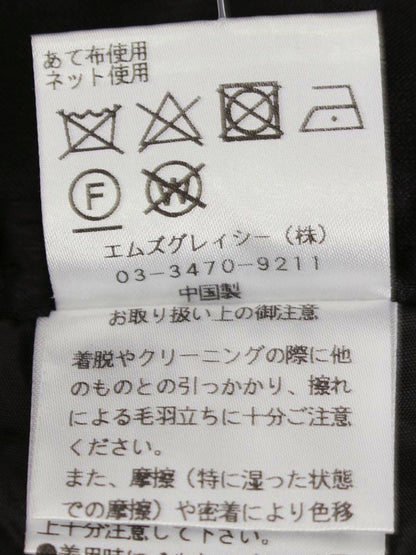 あて布使用
ネット使用
F
W
エムズグレイシー(株)
03-3470-9211
中国製
お取り扱い上の御注意
着脱やクリーニングの際に他
のものとの引っかかり、擦れ
による毛羽立ちに十分ご注意
ください。
また、摩擦(特に湿った状態
での摩擦)や密着により色移
上十分注意して下さい。